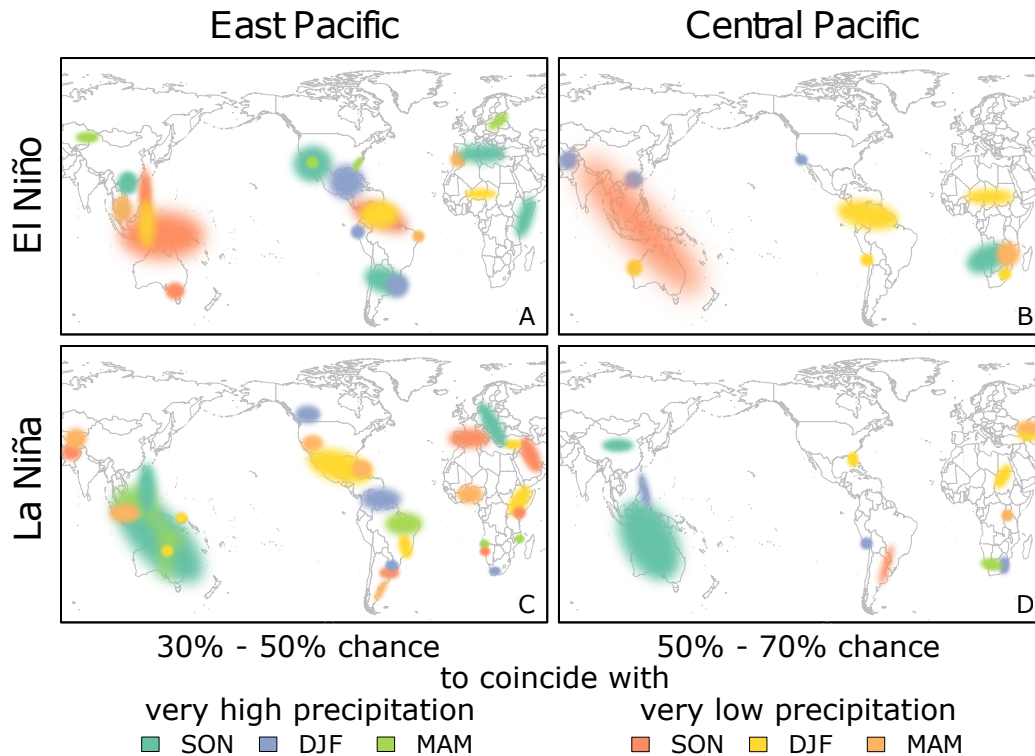 East Pacific
Central Pacific
El Niño
A
B
La Niña
C
D
30% - 50% chance
50% - 70% chance
to coincide with
very high precipitation
very low precipitation
SON
DJF
MAM
SON
DJF
MAM